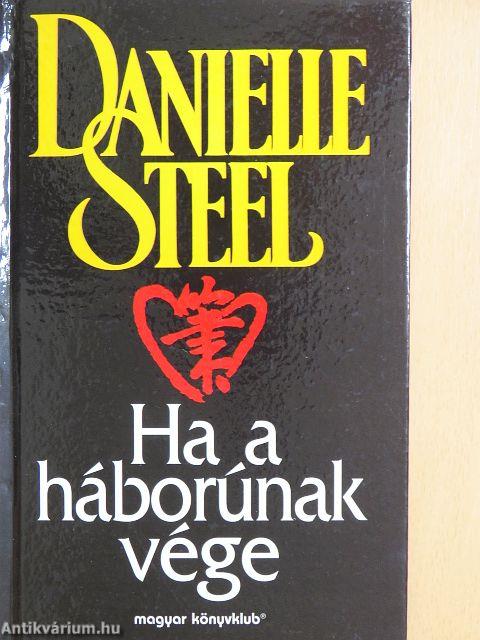 DANIELLE
STEEL
Ha a
háborúnak
vége
magyar könyvklub®
Antikvárium.hu